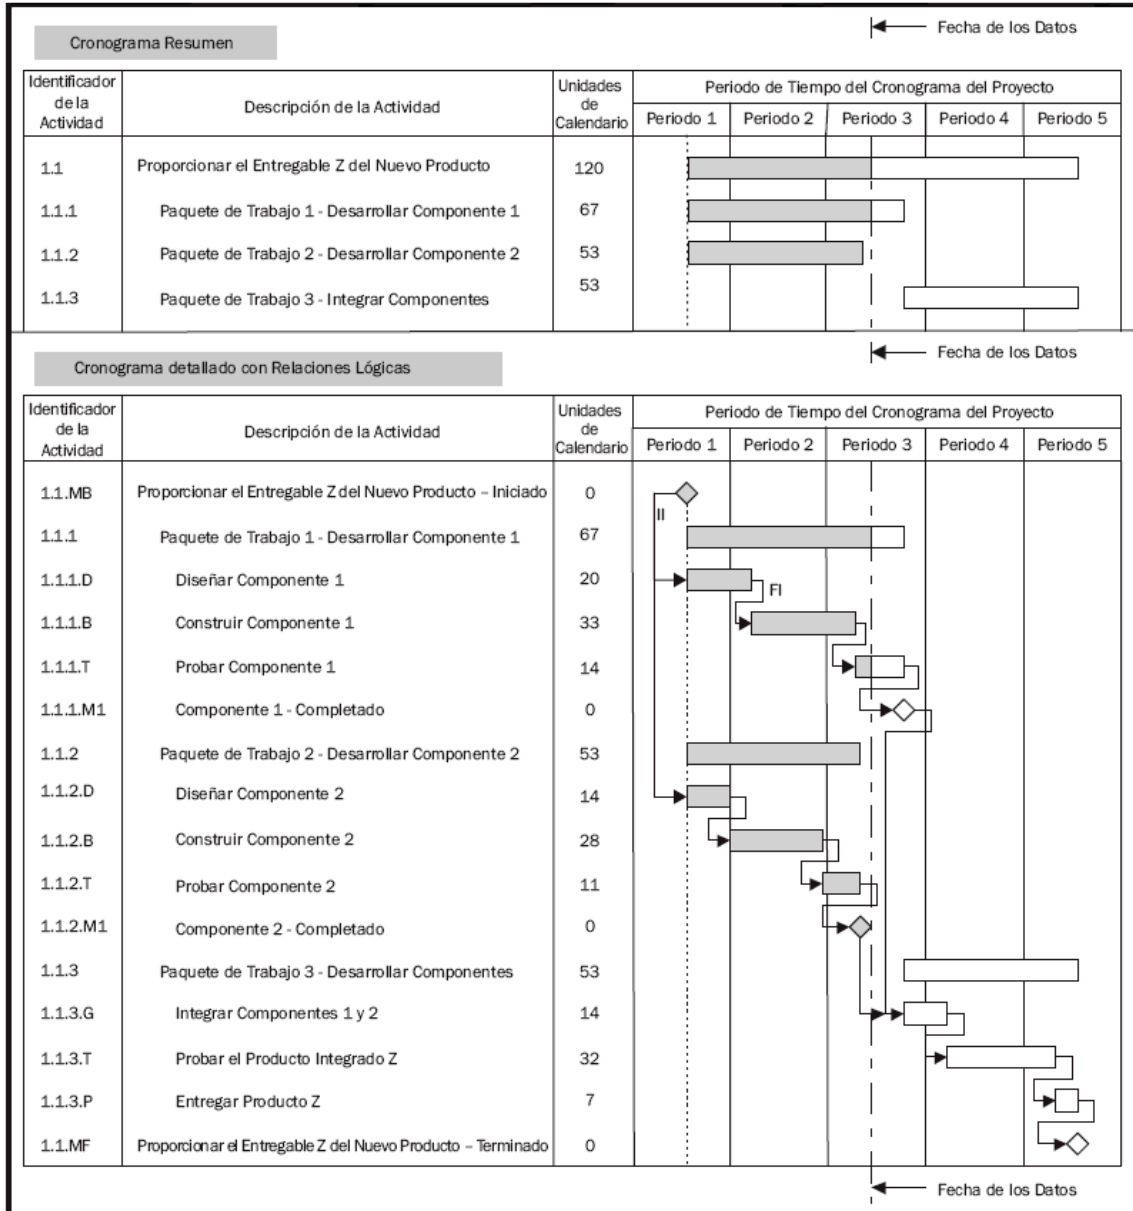 Fecha de los Datos
Cronograma Resumen
Identificador de la Actividad Descripción de la Actividad Unidades de Calendario Periodo de Tiempo del Cronograma del Proyecto
Periodo 1 Periodo 2 Periodo 3 Periodo 4 Periodo 5
1.1 Proporcionar el Entregable Z del Nuevo Producto 120
1.1.1 Paquete de Trabajo 1 - Desarrollar Componente 1 67
1.1.2 Paquete de Trabajo 2 - Desarrollar Componente 2 53
1.1.3 Paquete de Trabajo 3 - Integrar Componentes 53
Fecha de los Datos
Cronograma detallado con Relaciones Lógicas
Identificador de la Actividad Descripción de la Actividad Unidades de Calendario Periodo de Tiempo del Cronograma del Proyecto
Periodo 1 Periodo 2 Periodo 3 Periodo 4 Periodo 5
1.1.MB Proporcionar el Entregable Z del Nuevo Producto – Iniciado 0
II
1.1.1 Paquete de Trabajo 1 - Desarrollar Componente 1 67
1.1.1.D Diseñar Componente 1 20
FI
1.1.1.B Construir Componente 1 33
1.1.1.T Probar Componente 1 14
1.1.1.M1 Componente 1 - Completado 0
1.1.2 Paquete de Trabajo 2 - Desarrollar Componente 2 53
1.1.2.D Diseñar Componente 2 14
1.1.2.B Construir Componente 2 28
1.1.2.T Probar Componente 2 11
1.1.2.M1 Componente 2 - Completado 0
1.1.3 Paquete de Trabajo 3 - Desarrollar Componentes 53
1.1.3.G Integrar Componentes 1 y 2 14
1.1.3.T Probar el Producto Integrado Z 32
1.1.3.P Entregar Producto Z 7
1.1.MF Proporcionar el Entregable Z del Nuevo Producto – Terminado 0
Fecha de los Datos